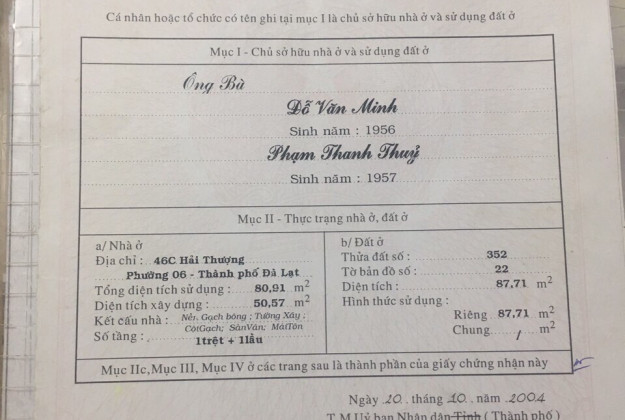 Cá nhân hoặc tổ chức có tên ghi tại mục I là chủ sở hữu nhà ở và sử dụng đất ở
Mục I - Chủ sở hữu nhà ở và sử dụng đất ở
Ông Bà
Đỗ Văn Minh
Sinh năm : 1956
Phạm Thanh Thuỷ
Sinh năm : 1957
Mục II - Thực trạng nhà ở, đất ở
a/ Nhà ở
Địa chỉ : 46C Hải Thượng
Phường 06 - Thành phố Đà Lạt
Tổng diện tích sử dụng : 80,91 m2
Diện tích xây dựng : 50,57 m2
Kết cấu nhà : Nền: Gạch bông ; Tường Xây ;
CộtGạch; SànVán; MáiTôn
Số tầng : 1trệt + 1lầu
b/ Đất ở
Thửa đất số : 352
Tờ bản đồ số : 22
Diện tích : 87,71 m2
Hình thức sử dụng :
Riêng 87,71 m2
Chung / m2
Mục IIc,Mục III, Mục IV ở các trang sau là thành phần của giấy chứng nhận này
Ngày 20 tháng 10 năm 2004
T.M Uỷ ban Nhân dân Tỉnh ( Thành phố )